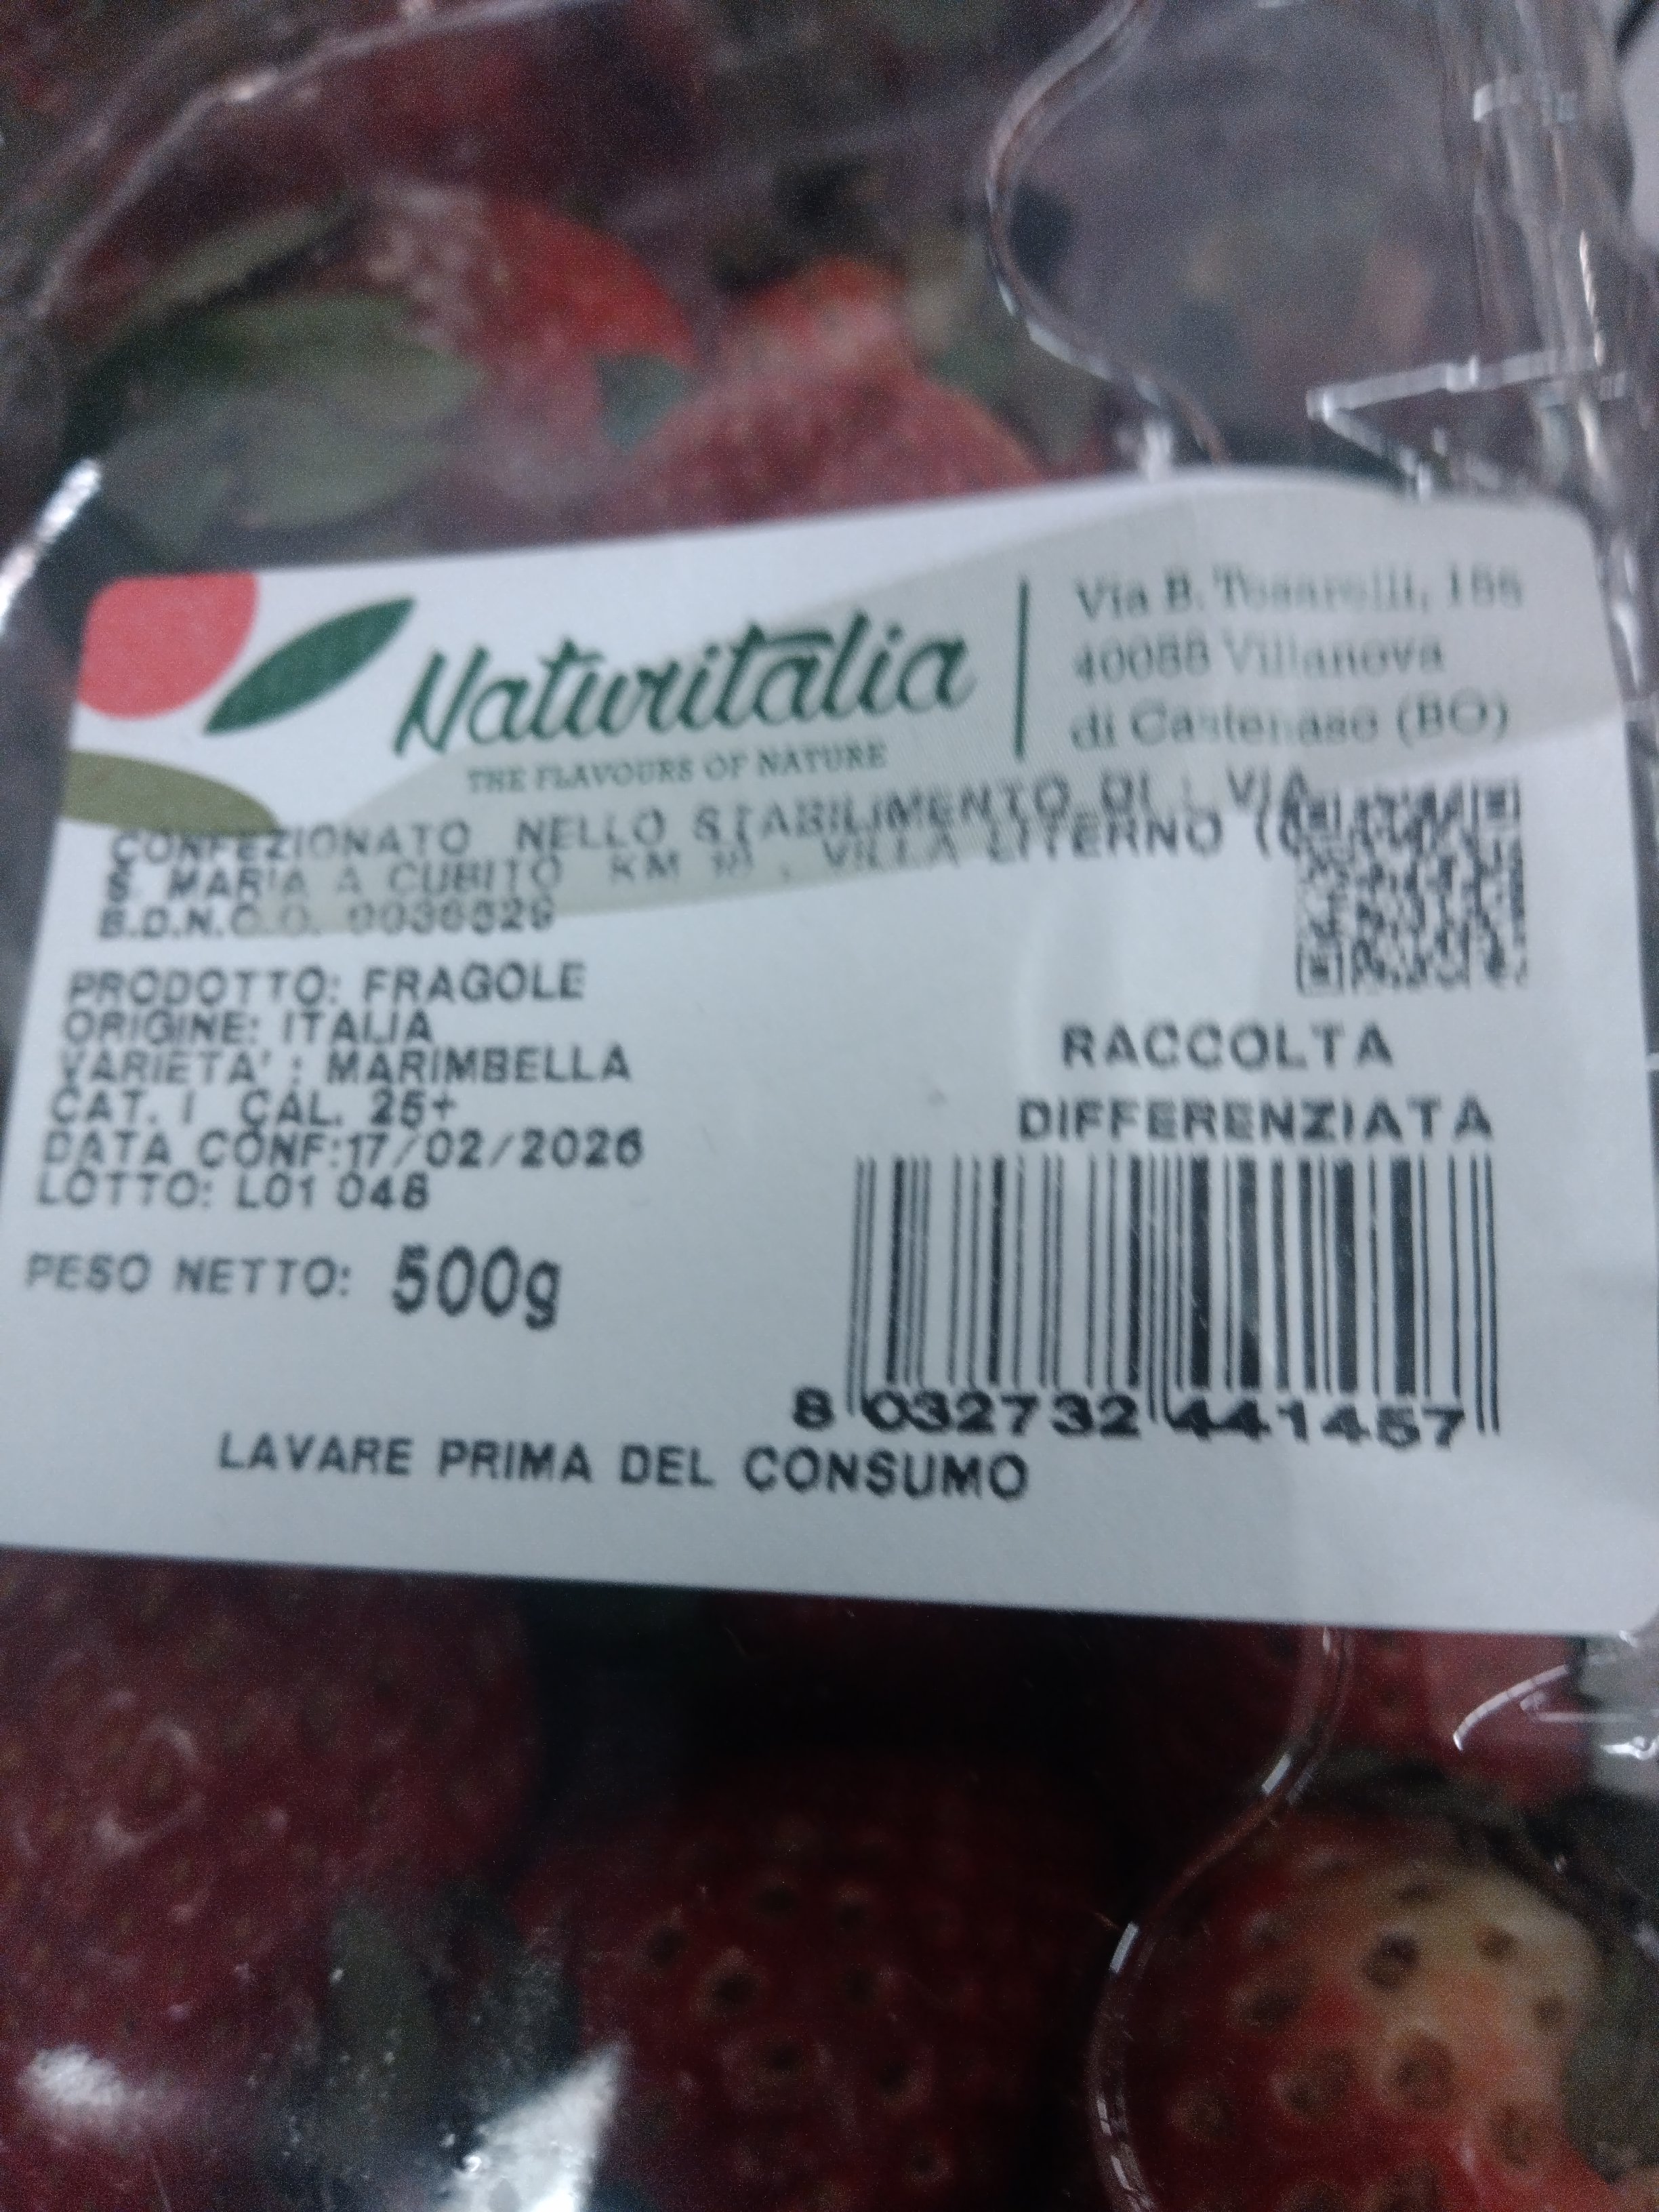 Naturitalia
THE FLAVOURS OF NATURE
Via B. Tosarelli,
40055 Villanova
di Castenaso (BO)
CONFEZIONATO NELLO STABILIMENTO DI : VIA
S. MARIA A CUBITO KM , VILLA LITERNO
B.D.N.O.O.
PRODOTTO: FRAGOLE
ORIGINE: ITALIA
VARIETA' : MARIMBELLA
CAT. I CAL. 25+
DATA CONF:17/02/2026
LOTTO: L01 048
PESO NETTO: 500g
RACCOLTA
DIFFERENZIATA
8 032732 441457
LAVARE PRIMA DEL CONSUMO